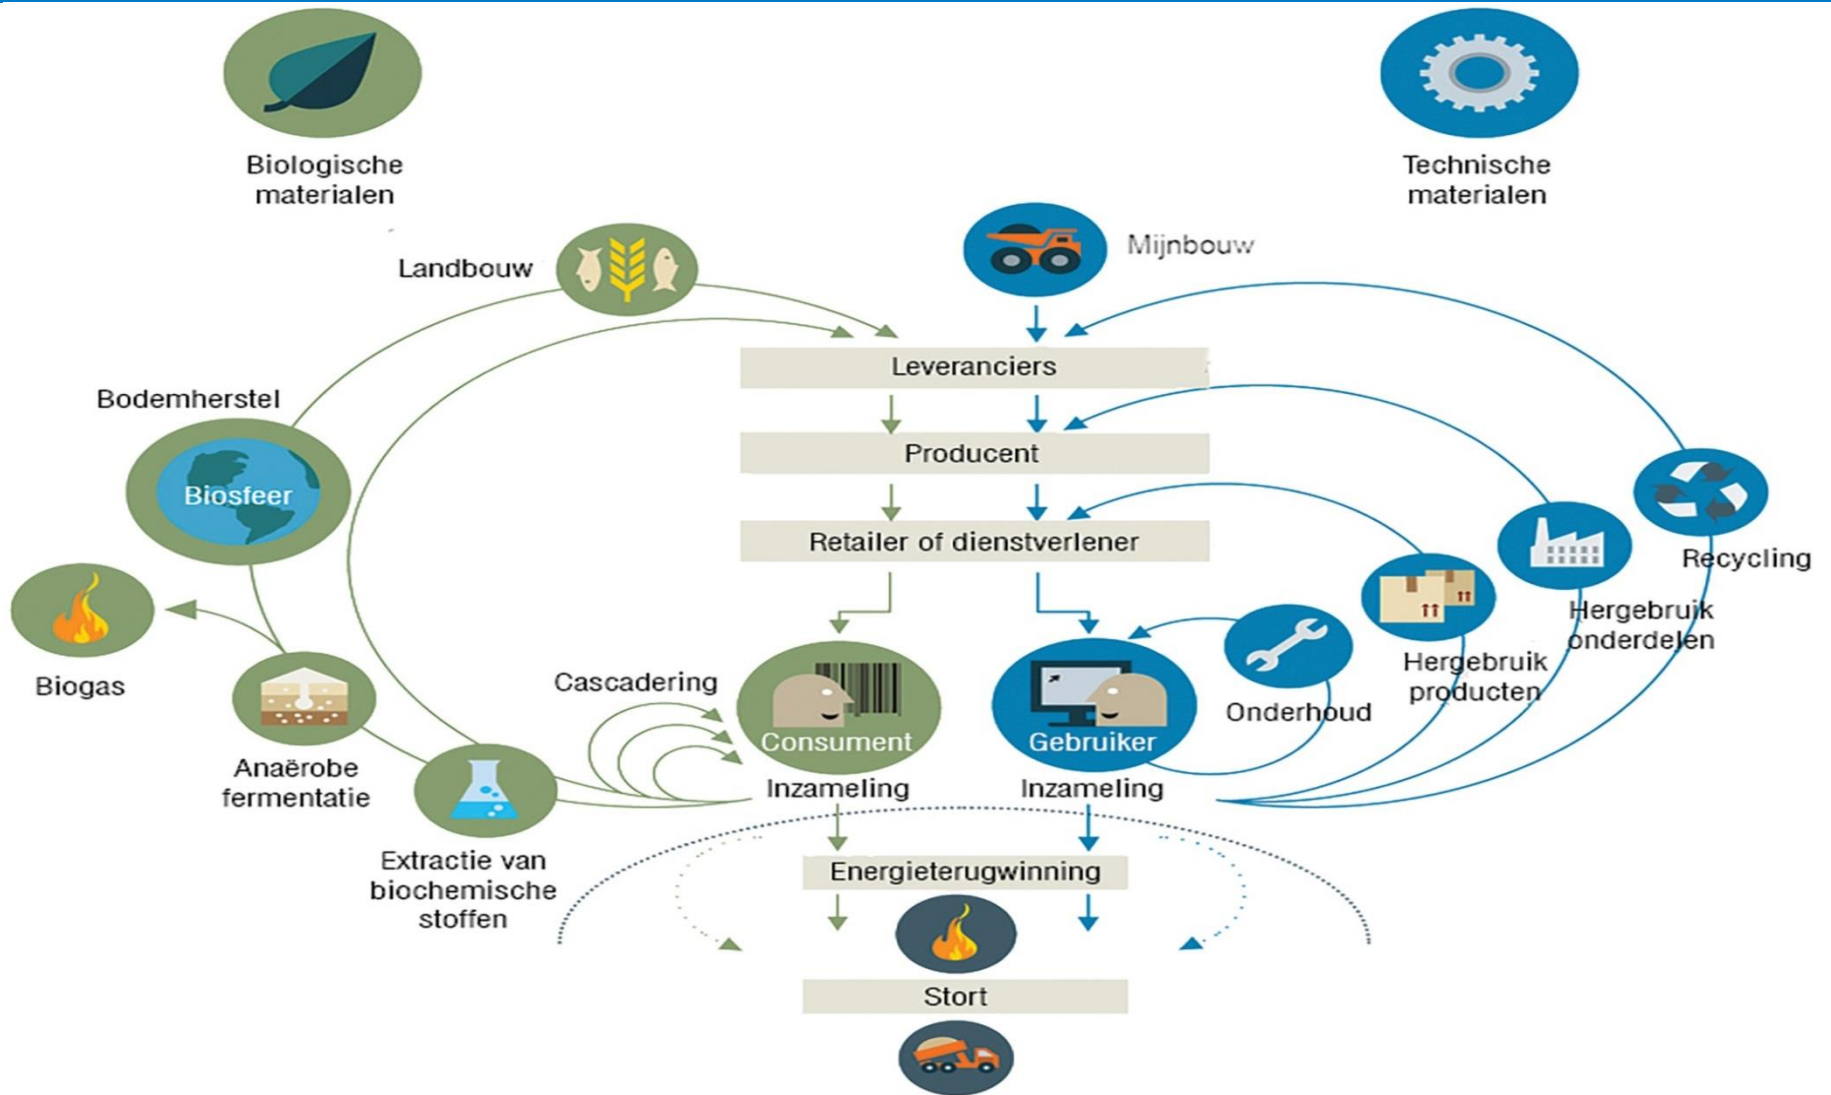 Biologische
materialen
Technische
materialen
Mijnbouw
Landbouw
Leveranciers
Bodemherstel
Producent
Biosfeer
Retailer of dienstverlener
Recycling
Hergebruik
onderdelen
Hergebruik
producten
Biogas
Cascadering
Onderhoud
Consument
Gebruiker
Anaërobe
fermentatie
Inzameling
Inzameling
Extractie van
biochemische
stoffen
Energieterugwinning
Stort